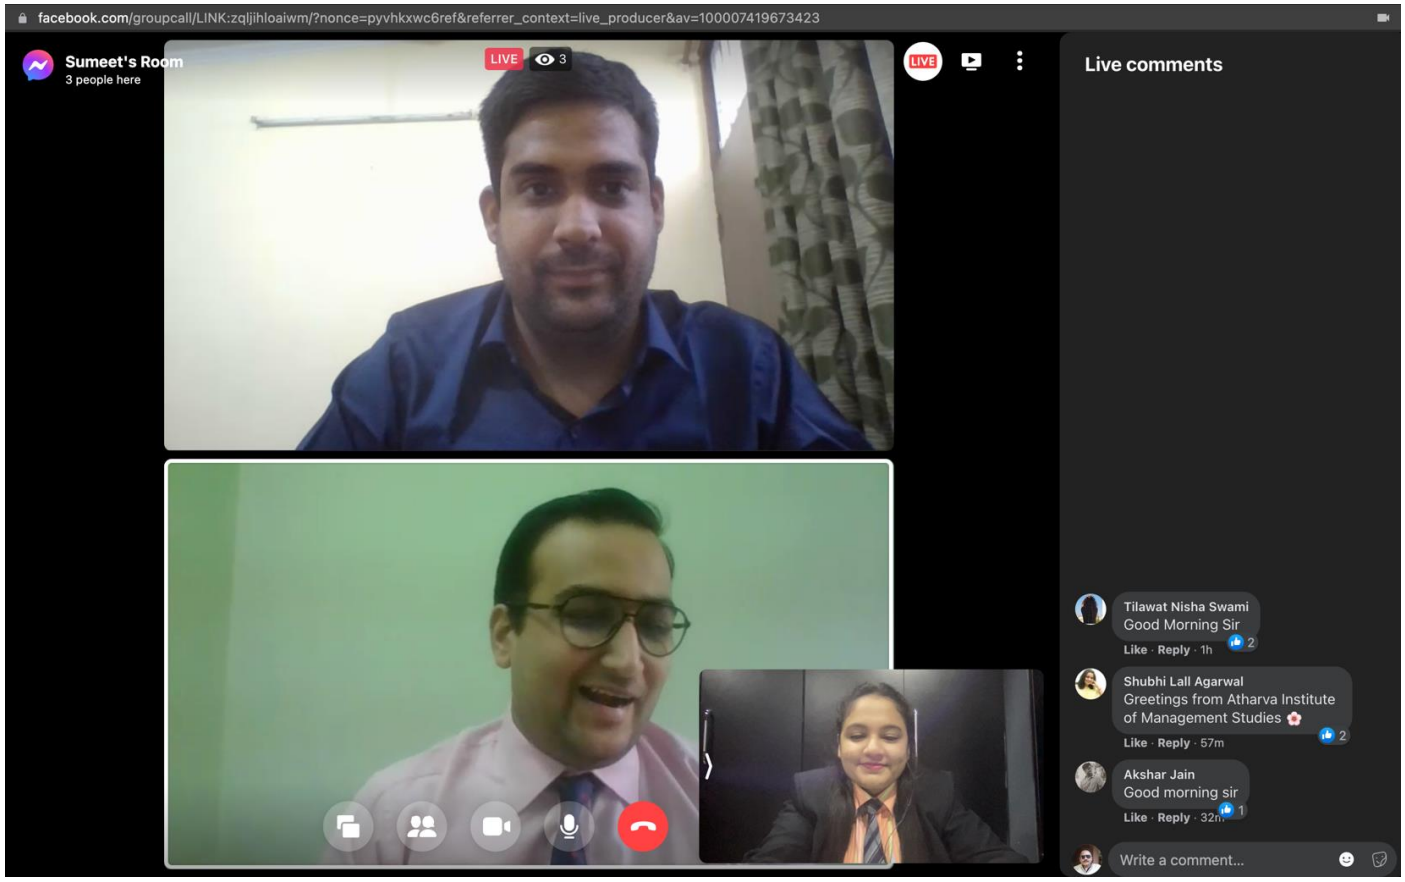 facebook.com/groupcall/LINK:zqljihloaiwm/?nonce=pyvhkxwc6ref&referrer_context=live_producer&av=100007419673423
Sumeet's Room
3 people here
LIVE 3
LIVE
Live comments
Tilawat Nisha Swami
Good Morning Sir
Like · Reply · 1h 2
Shubhi Lall Agarwal
Greetings from Atharva Institute
of Management Studies 🌸
Like · Reply · 57m 2
Akshar Jain
Good morning sir
Like · Reply · 32m 1
Write a comment...